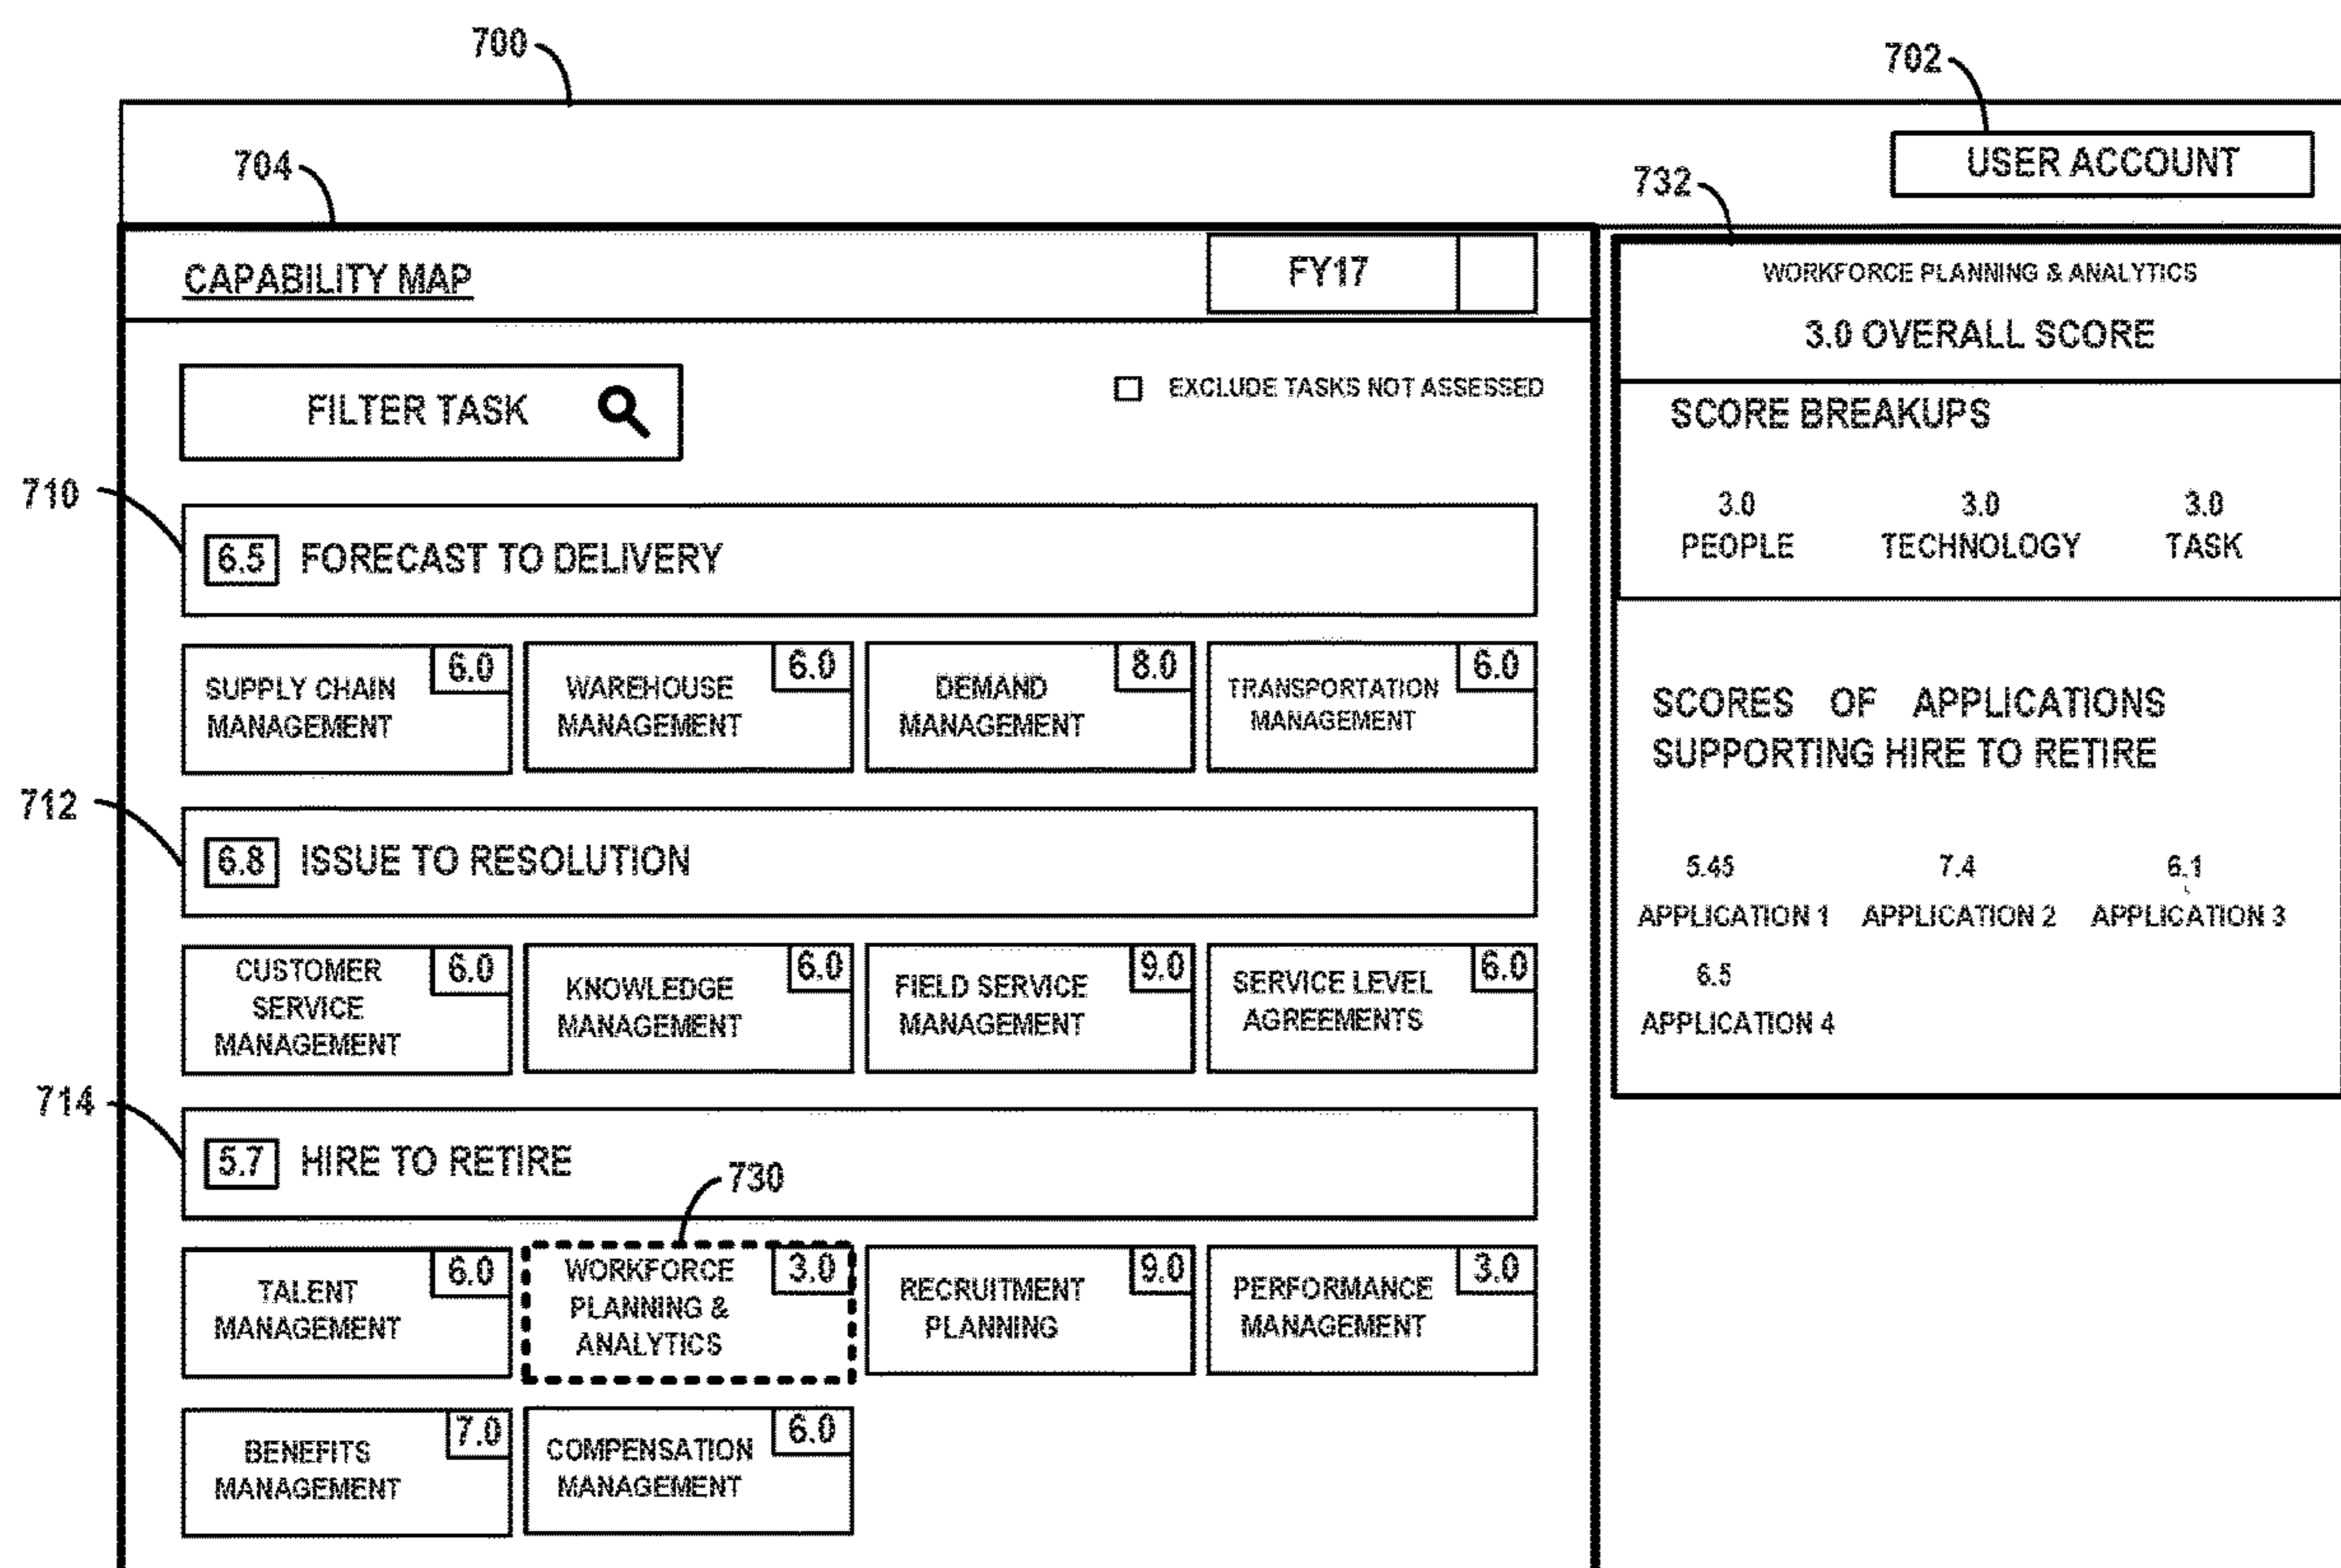 700
702
704
732
USER ACCOUNT
CAPABILITY MAP
FY17
FILTER TASK
EXCLUDE TASKS NOT ASSESSED
710
6.5 FORECAST TO DELIVERY
SUPPLY CHAIN
MANAGEMENT
6.0
WAREHOUSE
MANAGEMENT
6.0
DEMAND
MANAGEMENT
8.0
TRANSPORTATION
MANAGEMENT
6.0
712
6.8 ISSUE TO RESOLUTION
CUSTOMER
SERVICE
MANAGEMENT
6.0
KNOWLEDGE
MANAGEMENT
6.0
FIELD SERVICE
MANAGEMENT
9.0
SERVICE LEVEL
AGREEMENTS
6.0
714
5.7 HIRE TO RETIRE
730
TALENT
MANAGEMENT
6.0
WORKFORCE
PLANNING &
ANALYTICS
3.0
RECRUITMENT
PLANNING
9.0
PERFORMANCE
MANAGEMENT
3.0
BENEFITS
MANAGEMENT
7.0
COMPENSATION
MANAGEMENT
6.0
WORKFORCE PLANNING & ANALYTICS
3.0 OVERALL SCORE
SCORE BREAKUPS
3.0 3.0 3.0
PEOPLE TECHNOLOGY TASK
SCORES OF APPLICATIONS
SUPPORTING HIRE TO RETIRE
5.45 7.4 6.1
APPLICATION 1 APPLICATION 2 APPLICATION 3
6.5
APPLICATION 4